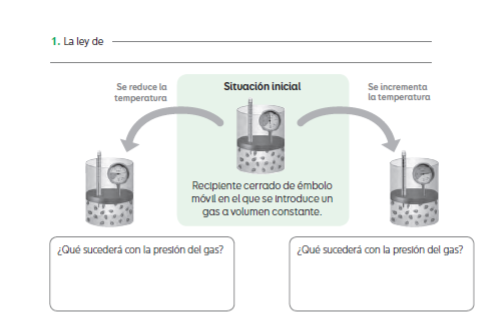 1. La ley de
Se reduce la
temperatura
Situación inicial
Se incrementa
la temperatura
Recipiente cerrado de émbolo
móvil en el que se introduce un
gas a volumen constante.
¿Qué sucederá con la presión del gas?
¿Qué sucederá con la presión del gas?